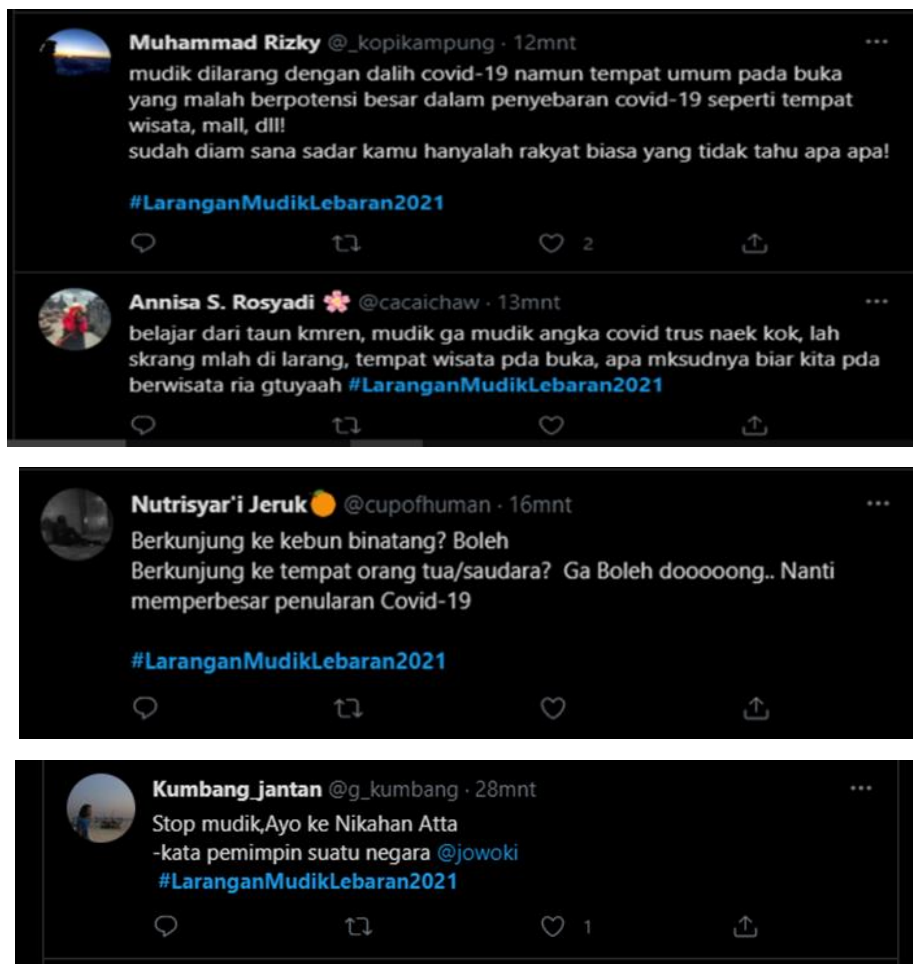 Muhammad Rizky @_kopikampung · 12mnt
mudik dilarang dengan dalih covid-19 namun tempat umum pada buka
yang malah berpotensi besar dalam penyebaran covid-19 seperti tempat
wisata, mall, dll!
sudah diam sana sadar kamu hanyalah rakyat biasa yang tidak tahu apa apa!
#LaranganMudikLebaran2021
2
Annisa S. Rosyadi 🌸 @cacaichaw · 13mnt
belajar dari taun kmren, mudik ga mudik angka covid trus naek kok, lah
skrang mlah di larang, tempat wisata pda buka, apa mksudnya biar kita pda
berwisata ria gtuyaah #LaranganMudikLebaran2021
Nutrisyar'i Jeruk🍊 @cupofhuman · 16mnt
Berkunjung ke kebun binatang? Boleh
Berkunjung ke tempat orang tua/saudara? Ga Boleh dooooong.. Nanti
memperbesar penularan Covid-19
#LaranganMudikLebaran2021
Kumbang_jantan @g_kumbang · 28mnt
Stop mudik,Ayo ke Nikahan Atta
-kata pemimpin suatu negara @jowoki
#LaranganMudikLebaran2021
1